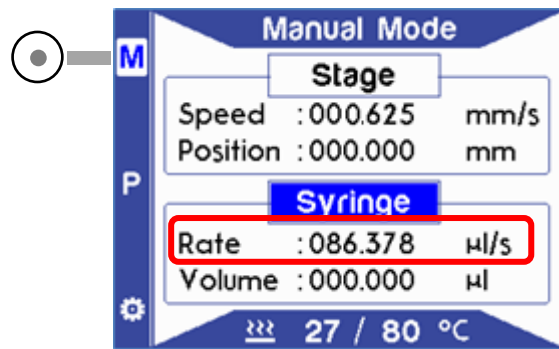 Manual Mode
M
Stage
Speed :000.625 mm/s
Position :000.000 mm
P
Syringe
Rate :086.378 µl/s
Volume :000.000 µl
27 / 80 °C